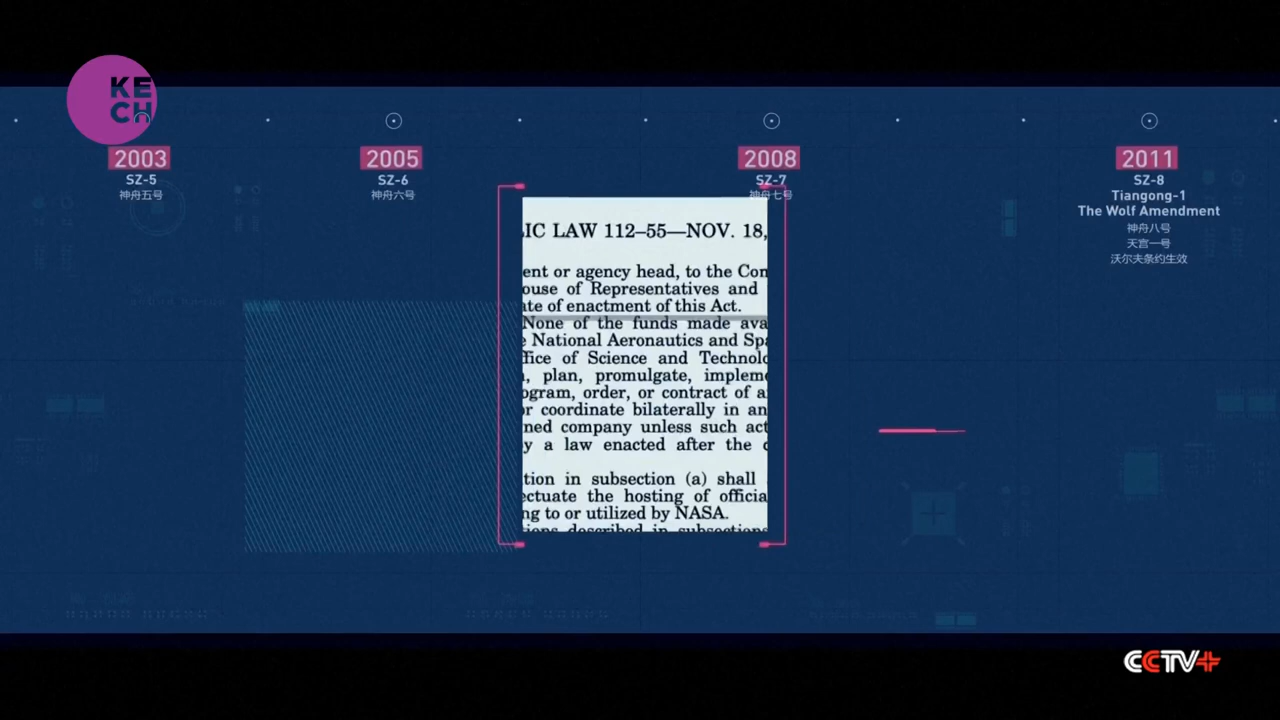 KE
CH
2003
SZ-5
神舟五号
2005
SZ-6
神舟六号
2008
SZ-7
神舟七号
2011
SZ-8
Tiangong-1
The Wolf Amendment
神舟八号
天宫一号
沃尔夫条约生效
LIC LAW 112–55—NOV. 18,
ent or agency head, to the Con
ouse of Representatives and
ate of enactment of this Act.
None of the funds made ava
e National Aeronautics and Spa
ffice of Science and Technolo
n, plan, promulgate, impleme
ogram, order, or contract of a
or coordinate bilaterally in an
ned company unless such act
y a law enacted after the d
tion in subsection (a) shall
ectuate the hosting of officia
ng to or utilized by NASA.
ions described in subsections
CCTV+